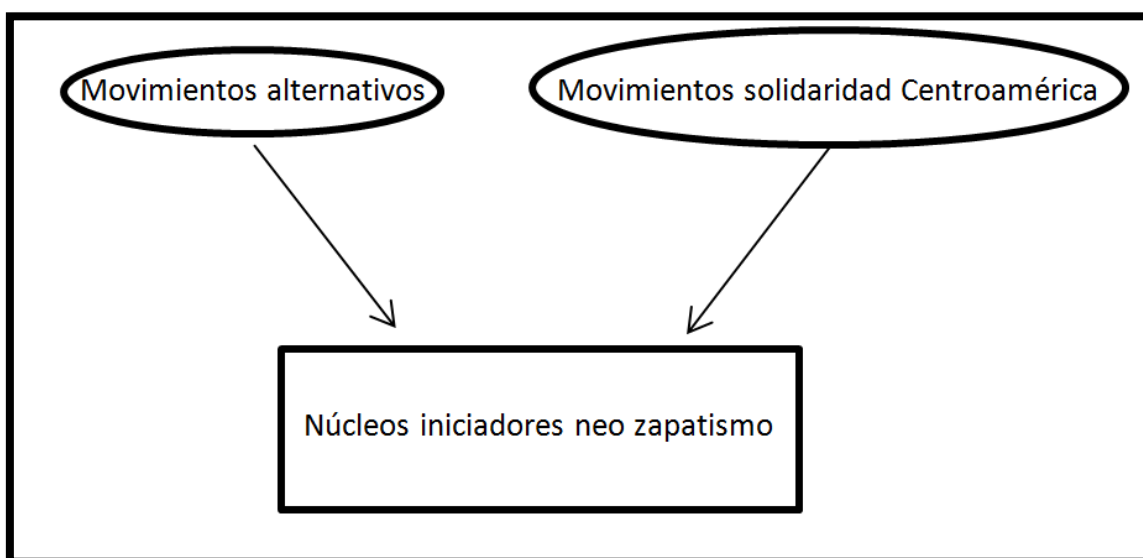 Movimientos alternativos
Movimientos solidaridad Centroamérica
Núcleos iniciadores neo zapatismo